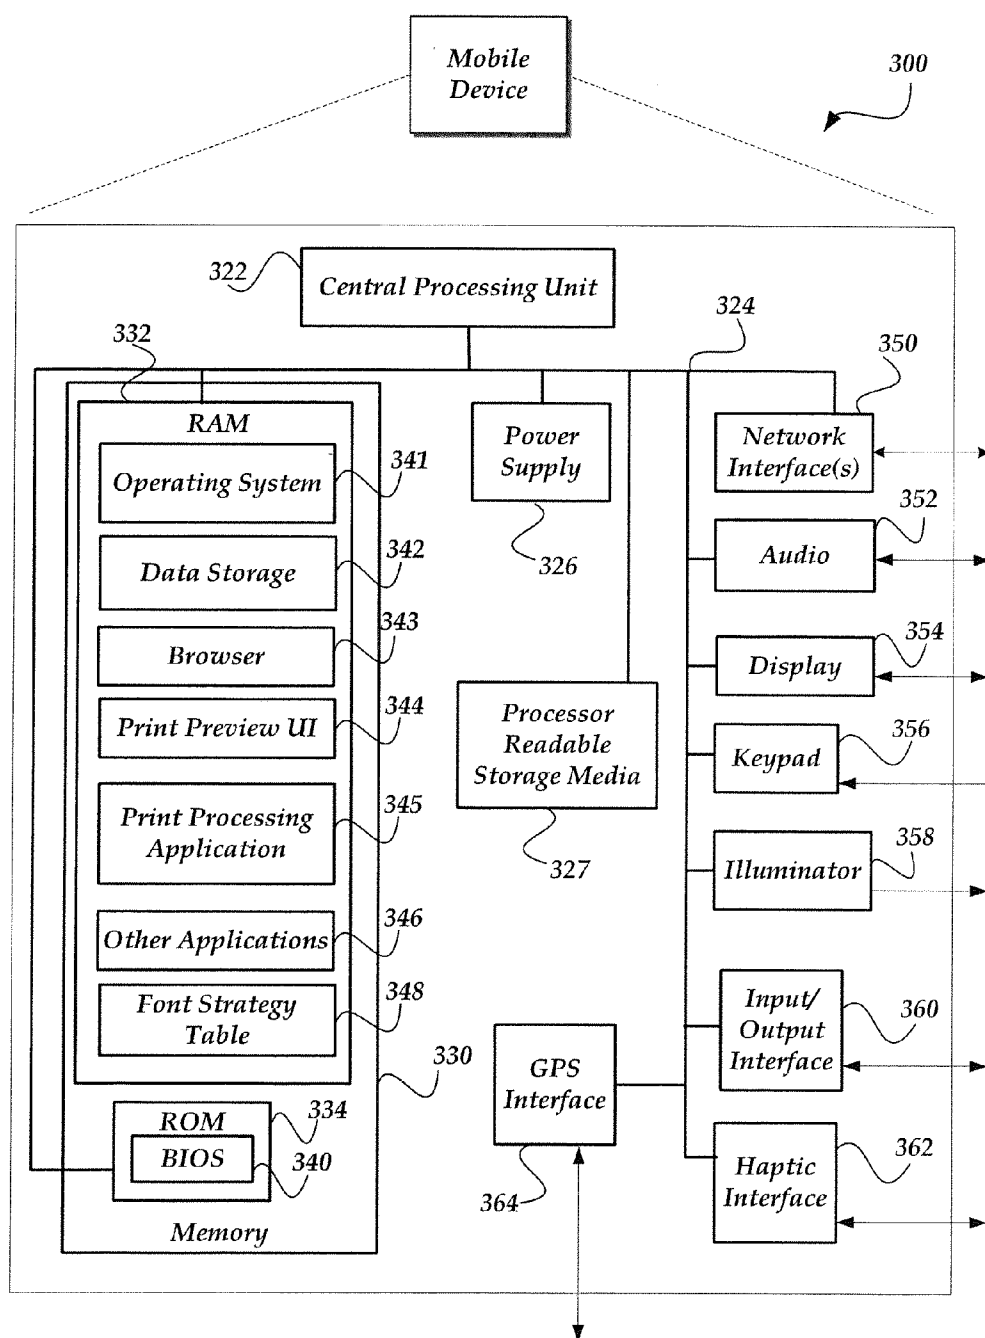 Mobile
Device
300
322
Central Processing Unit
324
332
350
RAM
Operating System
341
Data Storage
342
Browser
343
Print Preview UI
344
Print Processing
Application
345
Other Applications
346
Font Strategy
Table
348
330
ROM
334
BIOS
340
Memory
Power
Supply
326
Processor
Readable
Storage Media
327
GPS
Interface
364
Network
Interface(s)
Audio
352
Display
354
Keypad
356
Illuminator
358
Input/
Output
Interface
360
Haptic
Interface
362